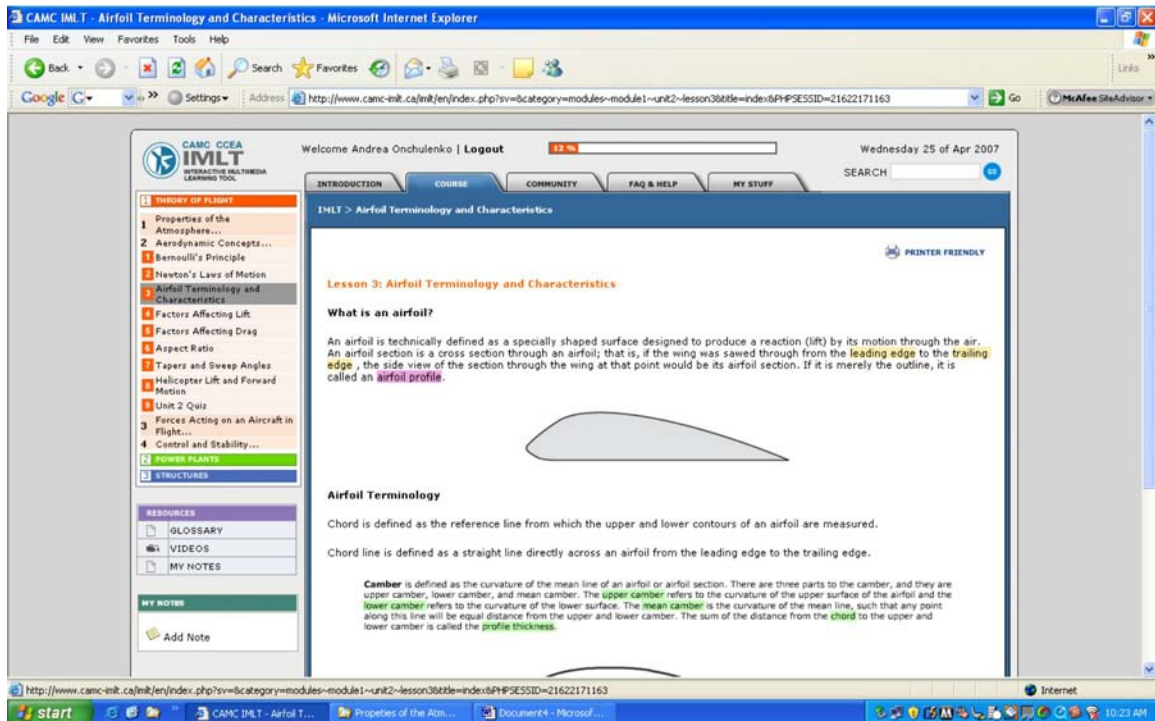 CAMC IMLT - Airfoil Terminology and Characteristics - Microsoft Internet Explorer
File Edit View Favorites Tools Help
Back Search Favorites Links
Google G Settings Address http://www.camc-imlt.ca/imlt/en/index.php?sv=&category=modules~module1~unit2~lesson3&title=index&PHPSESSID=21622171163 Go McAfee SiteAdvisor
CAMC CCEA
IMLT
INTERACTIVE MULTIMEDIA
LEARNING TOOL
Welcome Andrea Onchulenko | Logout 12 % Wednesday 25 of Apr 2007
SEARCH GO
INTRODUCTION COURSE COMMUNITY FAQ & HELP MY STUFF
IMLT > Airfoil Terminology and Characteristics
1 THEORY OF FLIGHT
1 Properties of the
Atmosphere...
2 Aerodynamic Concepts...
1 Bernoulli's Principle
2 Newton's Laws of Motion
3 Airfoil Terminology and
Characteristics
4 Factors Affecting Lift
5 Factors Affecting Drag
6 Aspect Ratio
7 Tapers and Sweep Angles
8 Helicopter Lift and Forward
Motion
9 Unit 2 Quiz
3 Forces Acting on an Aircraft in
Flight...
4 Control and Stability...
2 POWER PLANTS
3 STRUCTURES
RESOURCES
GLOSSARY
VIDEOS
MY NOTES
MY NOTES
Add Note
PRINTER FRIENDLY
Lesson 3: Airfoil Terminology and Characteristics
What is an airfoil?
An airfoil is technically defined as a specially shaped surface designed to produce a reaction (lift) by its motion through the air.
An airfoil section is a cross section through an airfoil; that is, if the wing was sawed through from the leading edge to the trailing
edge , the side view of the section through the wing at that point would be its airfoil section. If it is merely the outline, it is
called an airfoil profile.
Airfoil Terminology
Chord is defined as the reference line from which the upper and lower contours of an airfoil are measured.
Chord line is defined as a straight line directly across an airfoil from the leading edge to the trailing edge.
Camber is defined as the curvature of the mean line of an airfoil or airfoil section. There are three parts to the camber, and they are
upper camber, lower camber, and mean camber. The upper camber refers to the curvature of the upper surface of the airfoil and the
lower camber refers to the curvature of the lower surface. The mean camber is the curvature of the mean line, such that any point
along this line will be equal distance from the upper and lower camber. The sum of the distance from the chord to the upper and
lower camber is called the profile thickness.
http://www.camc-imlt.ca/imlt/en/index.php?sv=&category=modules~module1~unit2~lesson3&title=index&PHPSESSID=21622171163 Internet
start CAMC IMLT - Airfoil T... Propeties of the Atm... Document4 - Microsof... 10:23 AM